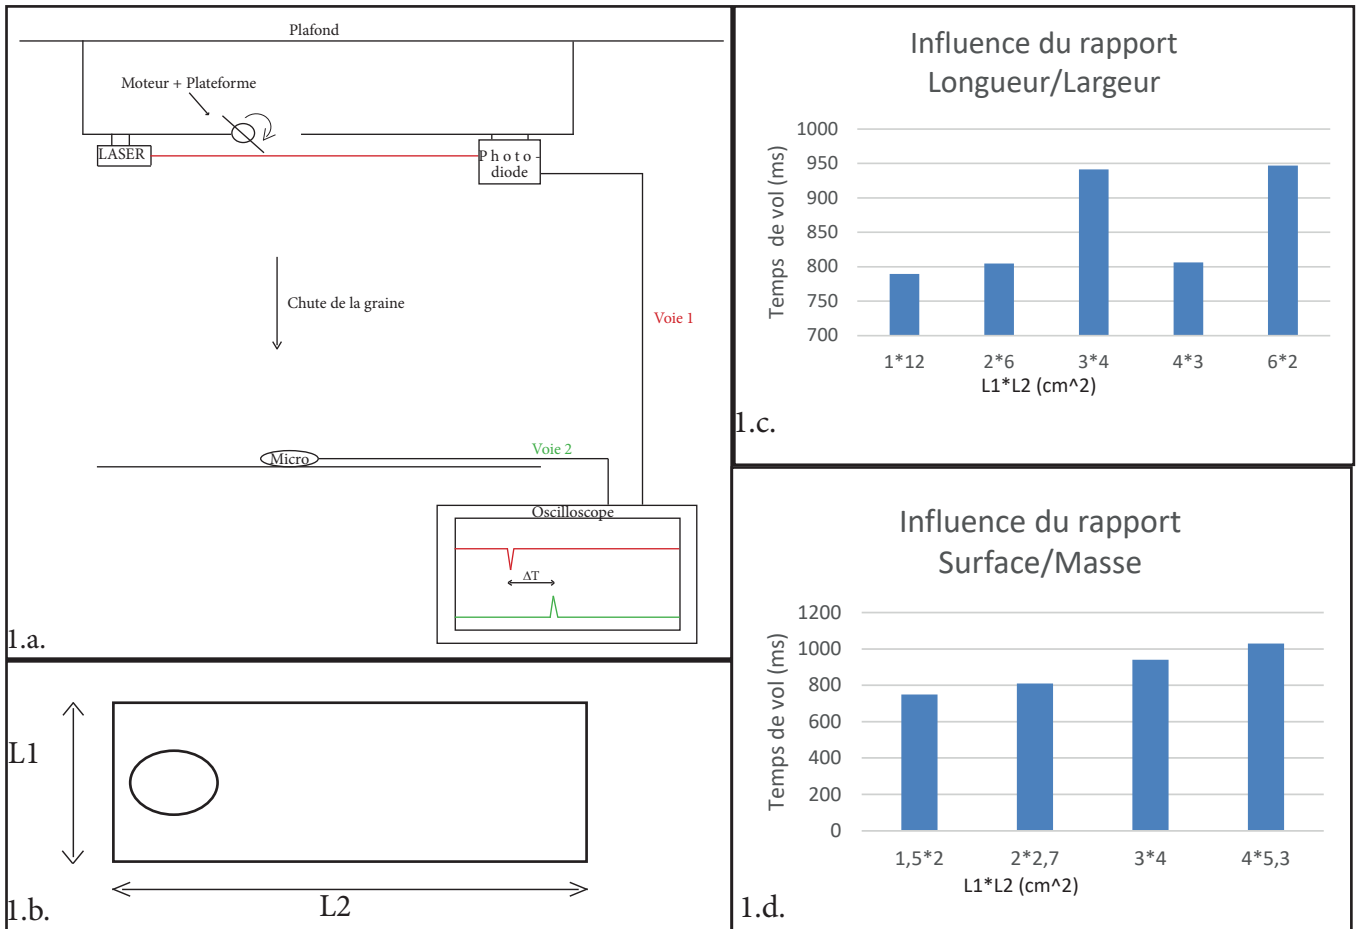 Plafond
Moteur + Plateforme
LASER
Photo-
diode
Chute de la graine
Voie 1
Voie 2
Micro
Oscilloscope
ΔT
1.a.
L1
L2
1.b.
Influence du rapport
Longueur/Largeur
Temps de vol (ms)
1000
950
900
850
800
750
700
1*12 2*6 3*4 4*3 6*2
L1*L2 (cm^2)
1.c.
Influence du rapport
Surface/Masse
Temps de vol (ms)
1200
1000
800
600
400
200
0
1,5*2 2*2,7 3*4 4*5,3
L1*L2 (cm^2)
1.d.